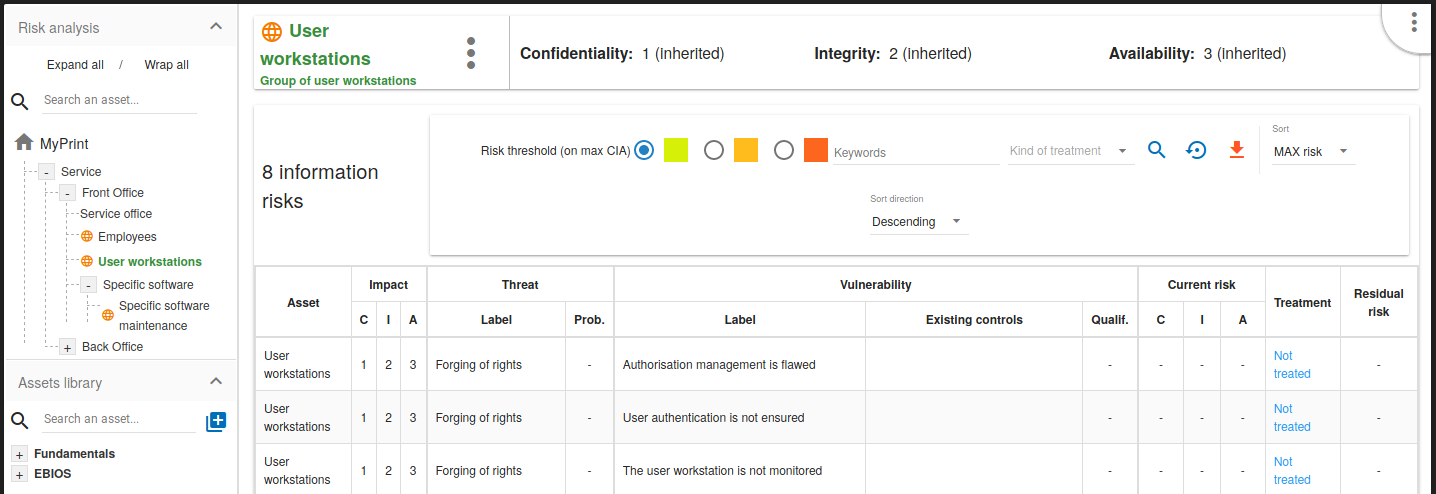 Risk analysis
Expand all / Wrap all
Search an asset...
MyPrint
- Service
- Front Office
Service office
Employees
User workstations
- Specific software
Specific software
maintenance
+ Back Office
Assets library
Search an asset...
+ Fundamentals
+ EBIOS
User
workstations
Group of user workstations
Confidentiality: 1 (Inherited) Integrity: 2 (Inherited) Availability: 3 (Inherited)
8 information
risks
Risk threshold (on max CIA) Keywords Kind of treatment
Sort
MAX risk
Sort direction
Descending
Asset Impact Threat Vulnerability Current risk Treatment Residual
risk
C I A Label Prob. Label Existing controls Qualif. C I A
User
workstations 1 2 3 Forging of rights - Authorisation management is flawed - - - - Not
treated -
User
workstations 1 2 3 Forging of rights - User authentication is not ensured - - - - Not
treated -
User
workstations 1 2 3 Forging of rights - The user workstation is not monitored - - - - Not
treated -